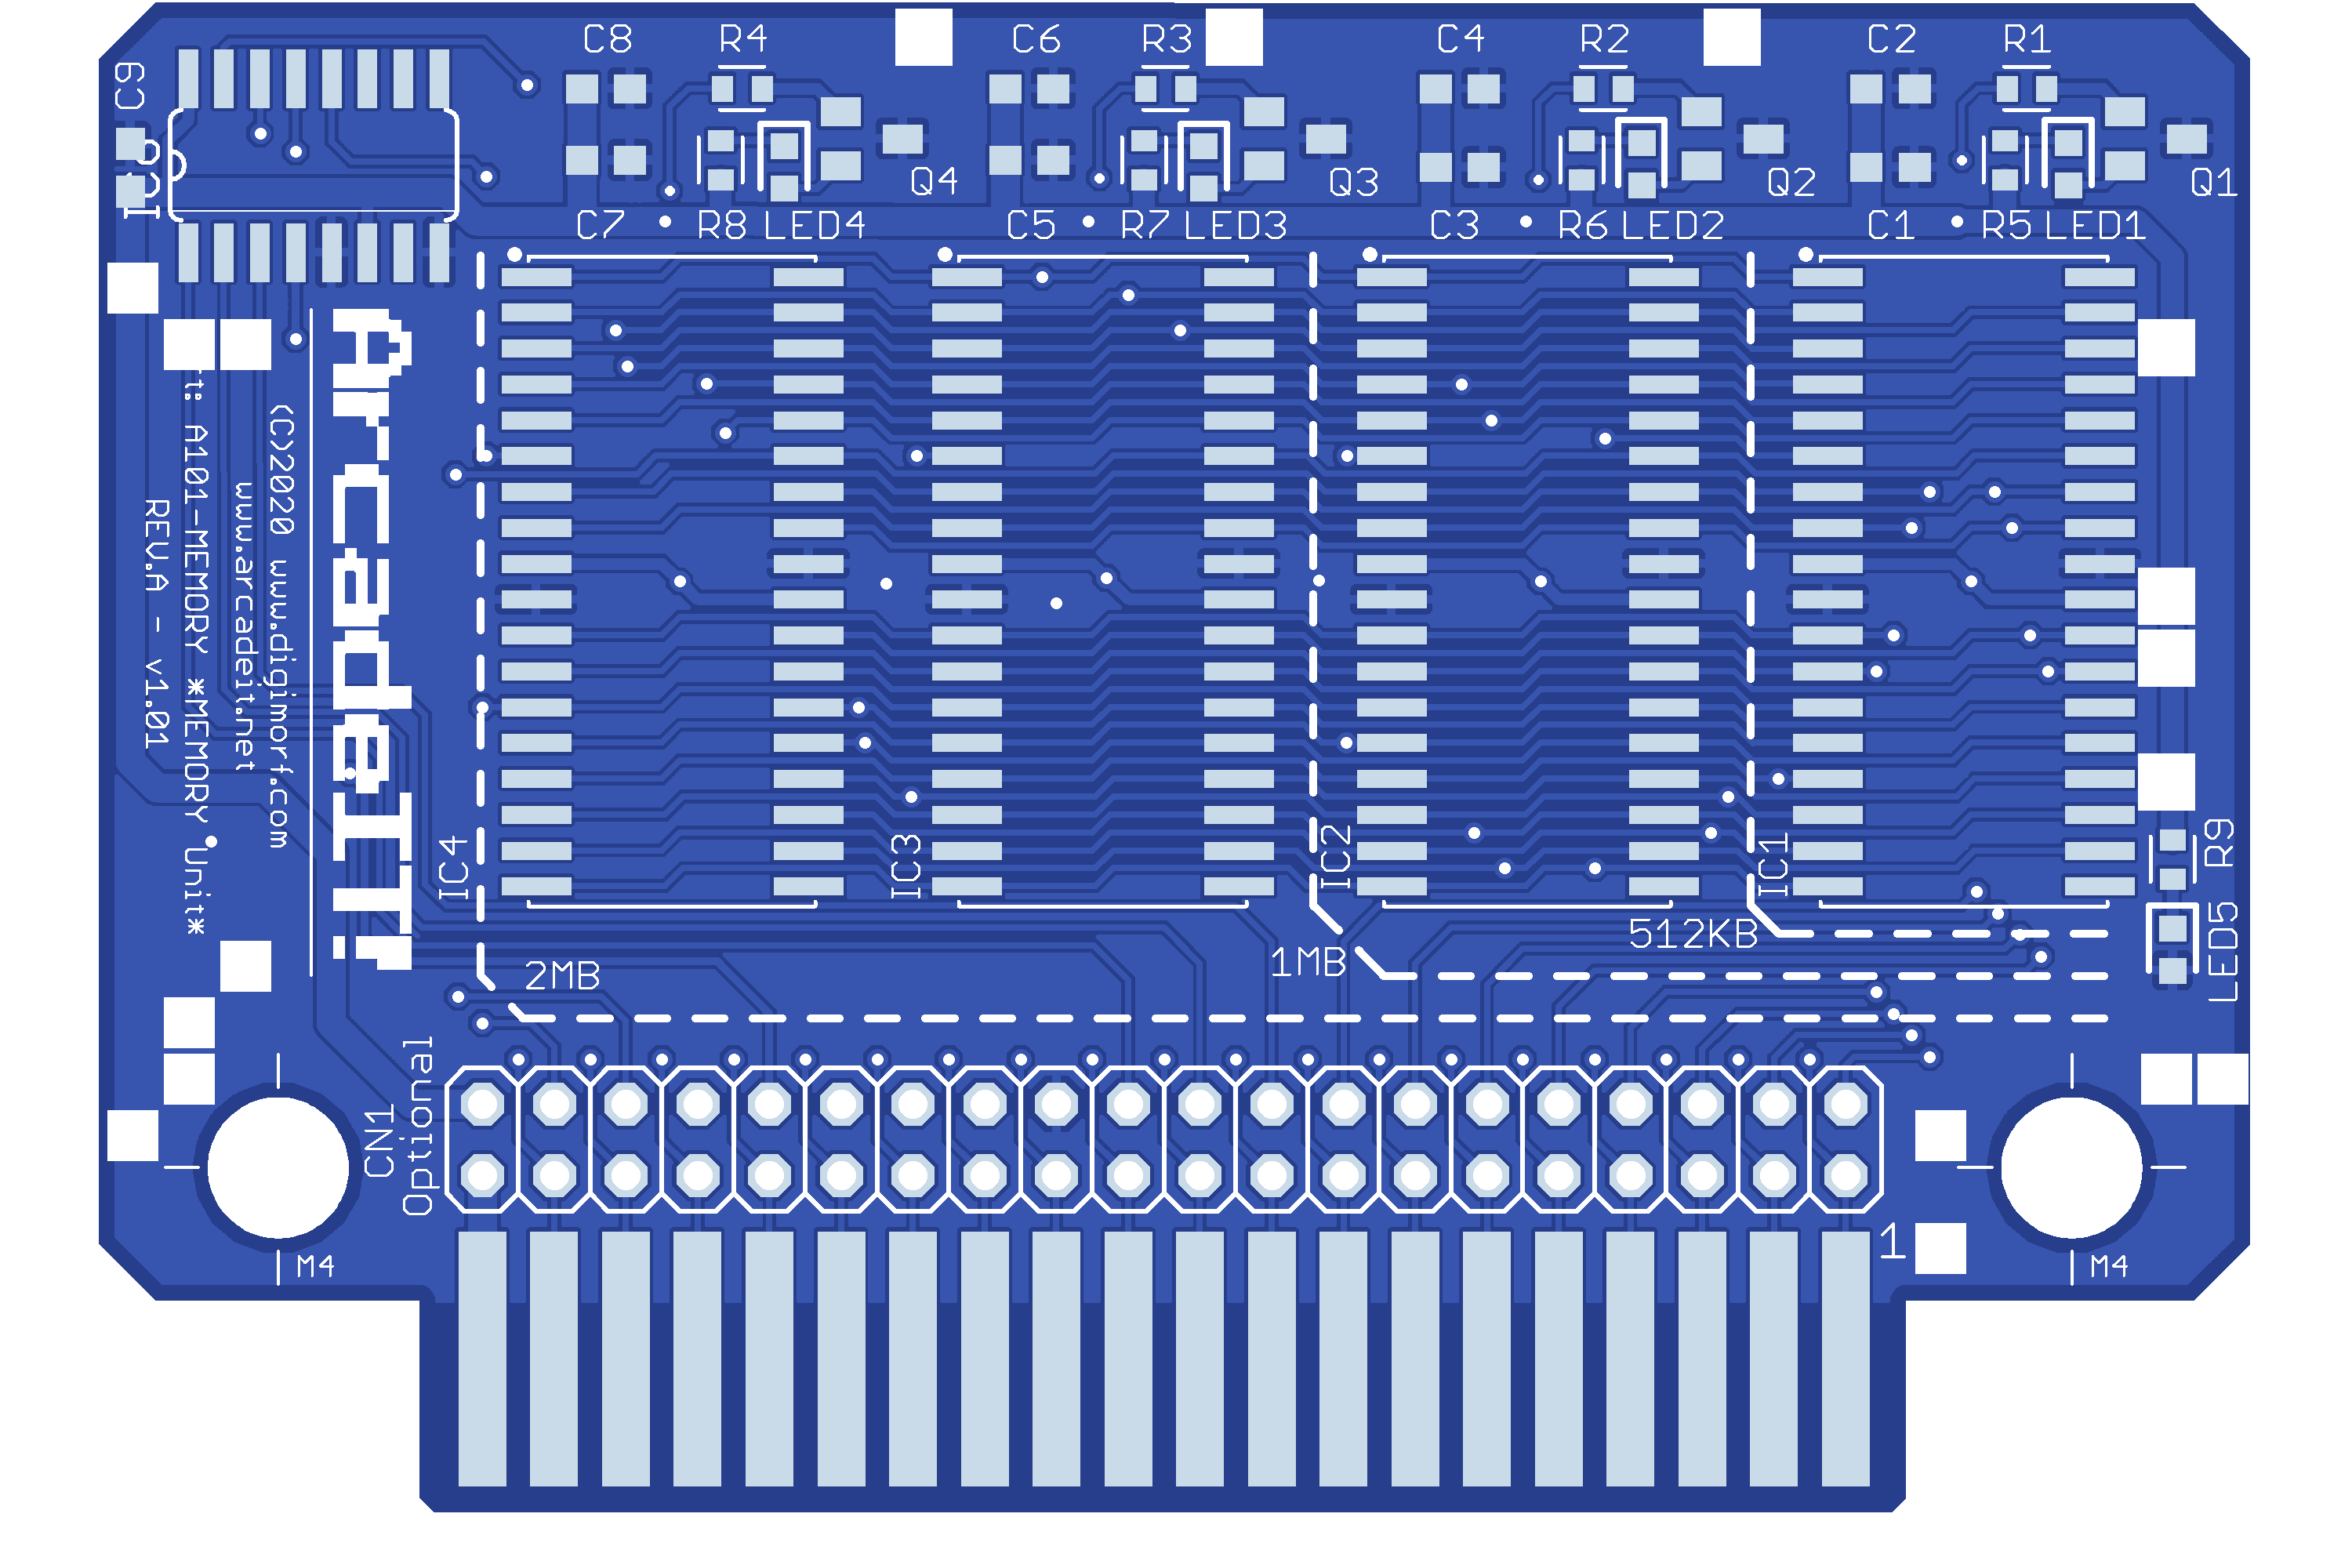 C8
R4
C6
R3
C4
R2
C2
R1
C9
Q4
Q3
Q2
Q1
C7
R8
LED4
C5
R7
LED3
C3
R6
LED2
C1
R5
LED1
ArcadeIT!
(C)2020 www.digimorf.com
www.arcadeit.net
t: A101-MEMORY *MEMORY Unit*
REV.A - v1.01
IC4
IC3
IC2
IC1
R9
LED5
512KB
1MB
2MB
CN1
Optional
1
M4
M4